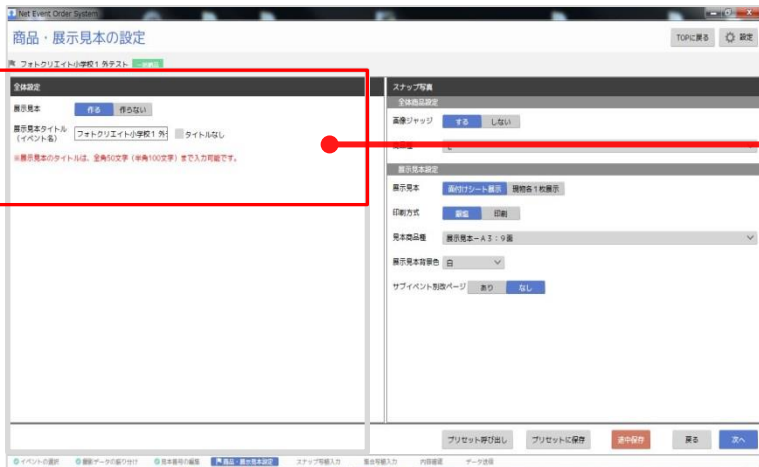 Net Event Order System
商品・展示見本の設定
TOPに戻る
設定
フォトクリエイト小学校1 外テスト
全体設定
展示見本
作る
作らない
展示見本タイトル
(イベント名)
フォトクリエイト小学校1 外
タイトルなし
※展示見本のタイトルは、全角50文字（半角100文字）まで入力可能です。
スナップ写真
全体商品設定
画像ジャッジ
する
しない
展示見本設定
展示見本
面付けシート展示
現物各1枚展示
印刷方式
銀塩
印刷
見本商品種
展示見本－A3：9面
展示見本背景色
白
サブイベント別改ページ
あり
なし
プリセット呼び出し
プリセットに保存
途中保存
戻る
次へ
イベントの選択
撮影データの振り分け
見本番号の編集
商品・展示見本設定
スナップ写順入力
集合写順入力
内容確認
データ送信